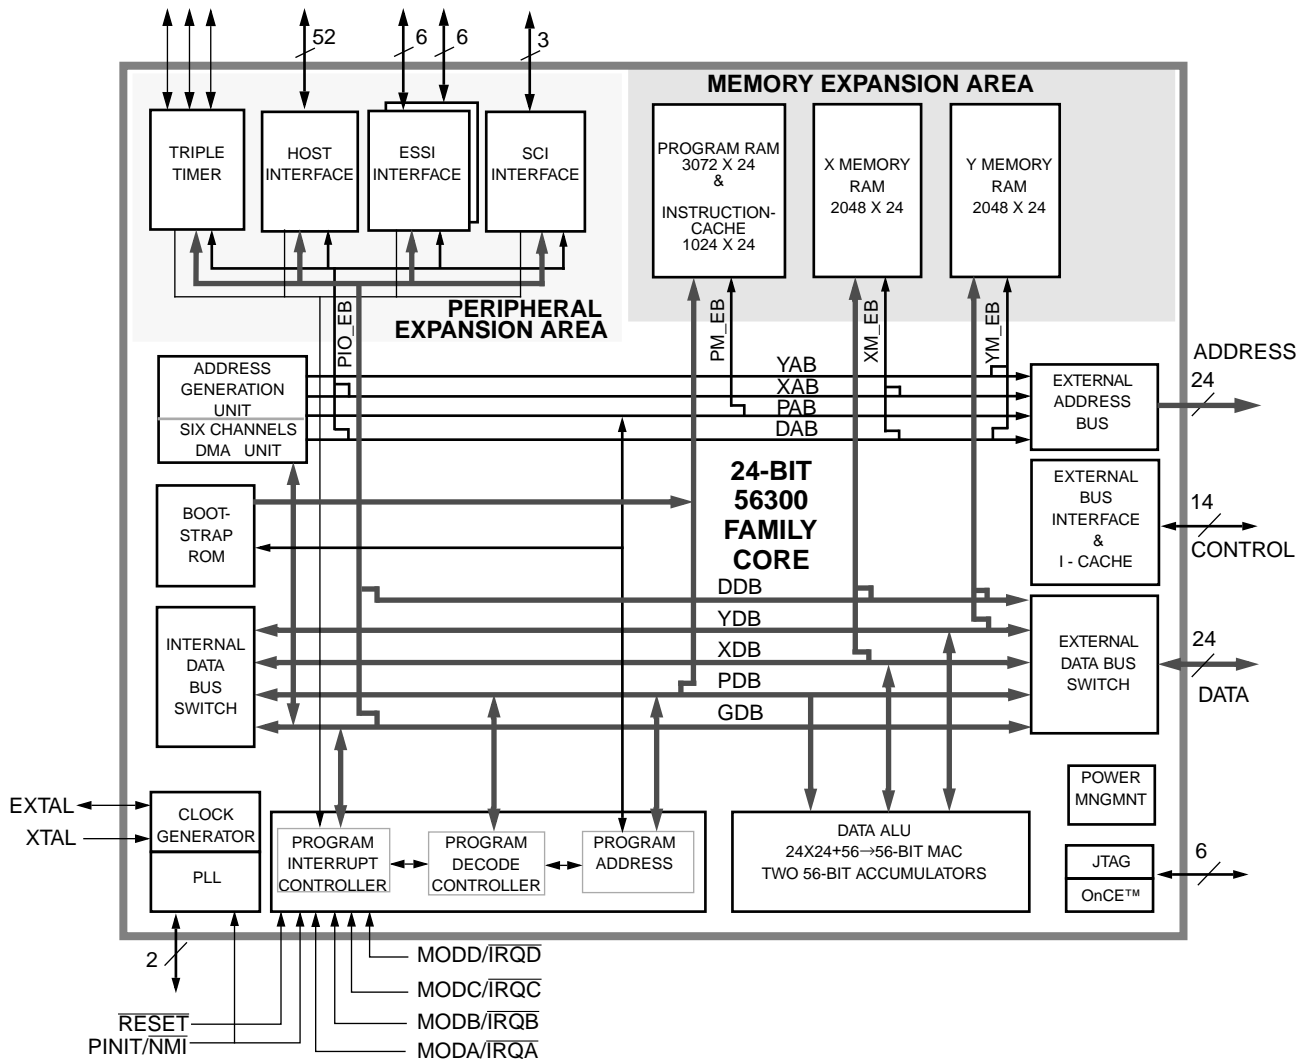 52
6
6
3
MEMORY EXPANSION AREA
TRIPLE
TIMER
HOST
INTERFACE
ESSI
INTERFACE
SCI
INTERFACE
PROGRAM RAM
3072 X 24
&
INSTRUCTION-
CACHE
1024 X 24
X MEMORY
RAM
2048 X 24
Y MEMORY
RAM
2048 X 24
PERIPHERAL
EXPANSION AREA
PIO_EB
PM_EB
XM_EB
YM_EB
ADDRESS
GENERATION
UNIT
SIX CHANNELS
DMA UNIT
YAB
XAB
PAB
DAB
EXTERNAL
ADDRESS
BUS
ADDRESS
24
24-BIT
56300
FAMILY
CORE
BOOT-
STRAP
ROM
EXTERNAL
BUS
INTERFACE
&
I - CACHE
14
CONTROL
DDB
YDB
XDB
PDB
GDB
INTERNAL
DATA
BUS
SWITCH
EXTERNAL
DATA BUS
SWITCH
24
DATA
EXTAL
XTAL
CLOCK
GENERATOR
PLL
PROGRAM
INTERRUPT
CONTROLLER
PROGRAM
DECODE
CONTROLLER
PROGRAM
ADDRESS
DATA ALU
24X24+56→56-BIT MAC
TWO 56-BIT ACCUMULATORS
POWER
MNGMNT
JTAG
OnCE™
6
2
MODD/IRQD
MODC/IRQC
MODB/IRQB
MODA/IRQA
RESET
PINIT/NMI